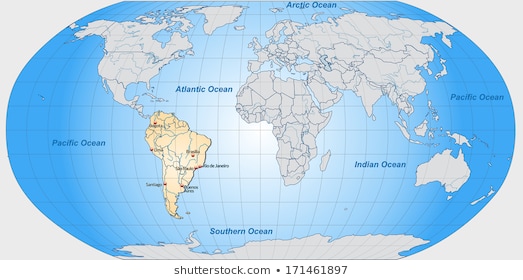 Arctic Ocean
Atlantic Ocean
Pacific Ocean
Pacific Ocean
Brasília
Rio de Janeiro
São Paulo
Indian Ocean
Santiago
Buenos
Aires
Southern Ocean
shutterstock.com • 171461897